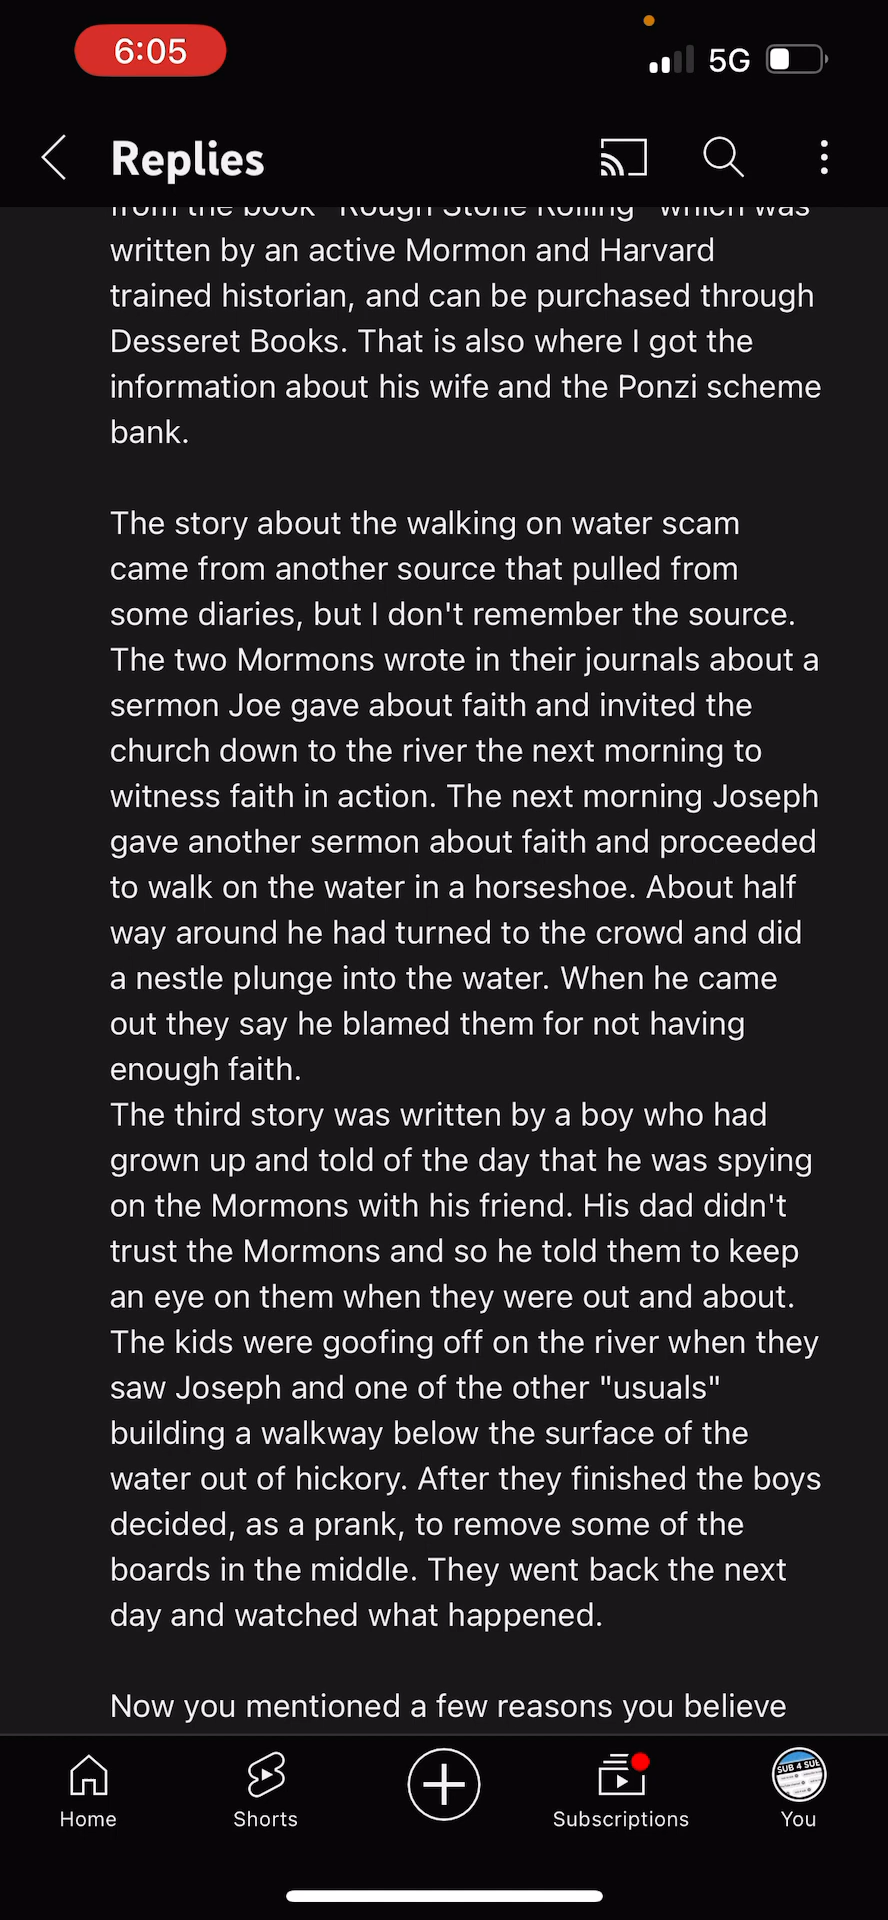 6:05
5G
Replies
from the book "Rough Stone Rolling" which was
written by an active Mormon and Harvard
trained historian, and can be purchased through
Desseret Books. That is also where I got the
information about his wife and the Ponzi scheme
bank.
The story about the walking on water scam
came from another source that pulled from
some diaries, but I don't remember the source.
The two Mormons wrote in their journals about a
sermon Joe gave about faith and invited the
church down to the river the next morning to
witness faith in action. The next morning Joseph
gave another sermon about faith and proceeded
to walk on the water in a horseshoe. About half
way around he had turned to the crowd and did
a nestle plunge into the water. When he came
out they say he blamed them for not having
enough faith.
The third story was written by a boy who had
grown up and told of the day that he was spying
on the Mormons with his friend. His dad didn't
trust the Mormons and so he told them to keep
an eye on them when they were out and about.
The kids were goofing off on the river when they
saw Joseph and one of the other "usuals"
building a walkway below the surface of the
water out of hickory. After they finished the boys
decided, as a prank, to remove some of the
boards in the middle. They went back the next
day and watched what happened.
Now you mentioned a few reasons you believe
SUB 4 SUB
Home
Shorts
Subscriptions
You